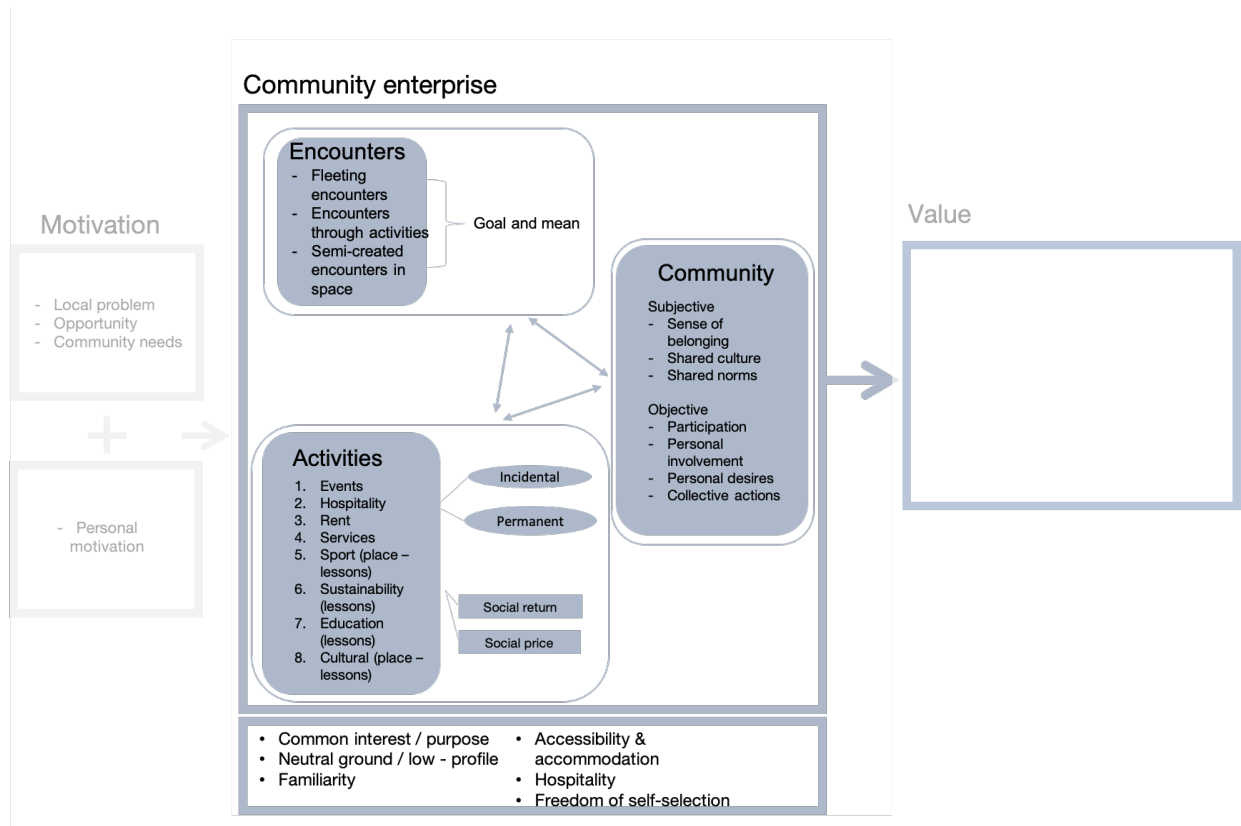 Community enterprise
Motivation
- Local problem
- Opportunity
- Community needs
+
- Personal
motivation
Encounters
- Fleeting
encounters
- Encounters
through activities
- Semi-created
encounters in
space
Goal and mean
Activities
1. Events
2. Hospitality
3. Rent
4. Services
5. Sport (place –
lessons)
6. Sustainability
(lessons)
7. Education
(lessons)
8. Cultural (place –
lessons)
Incidental
Permanent
Social return
Social price
Community
Subjective
- Sense of
belonging
- Shared culture
- Shared norms
Objective
- Participation
- Personal
involvement
- Personal desires
- Collective actions
• Common interest / purpose
• Neutral ground / low - profile
• Familiarity
• Accessibility &
accommodation
• Hospitality
• Freedom of self-selection
Value